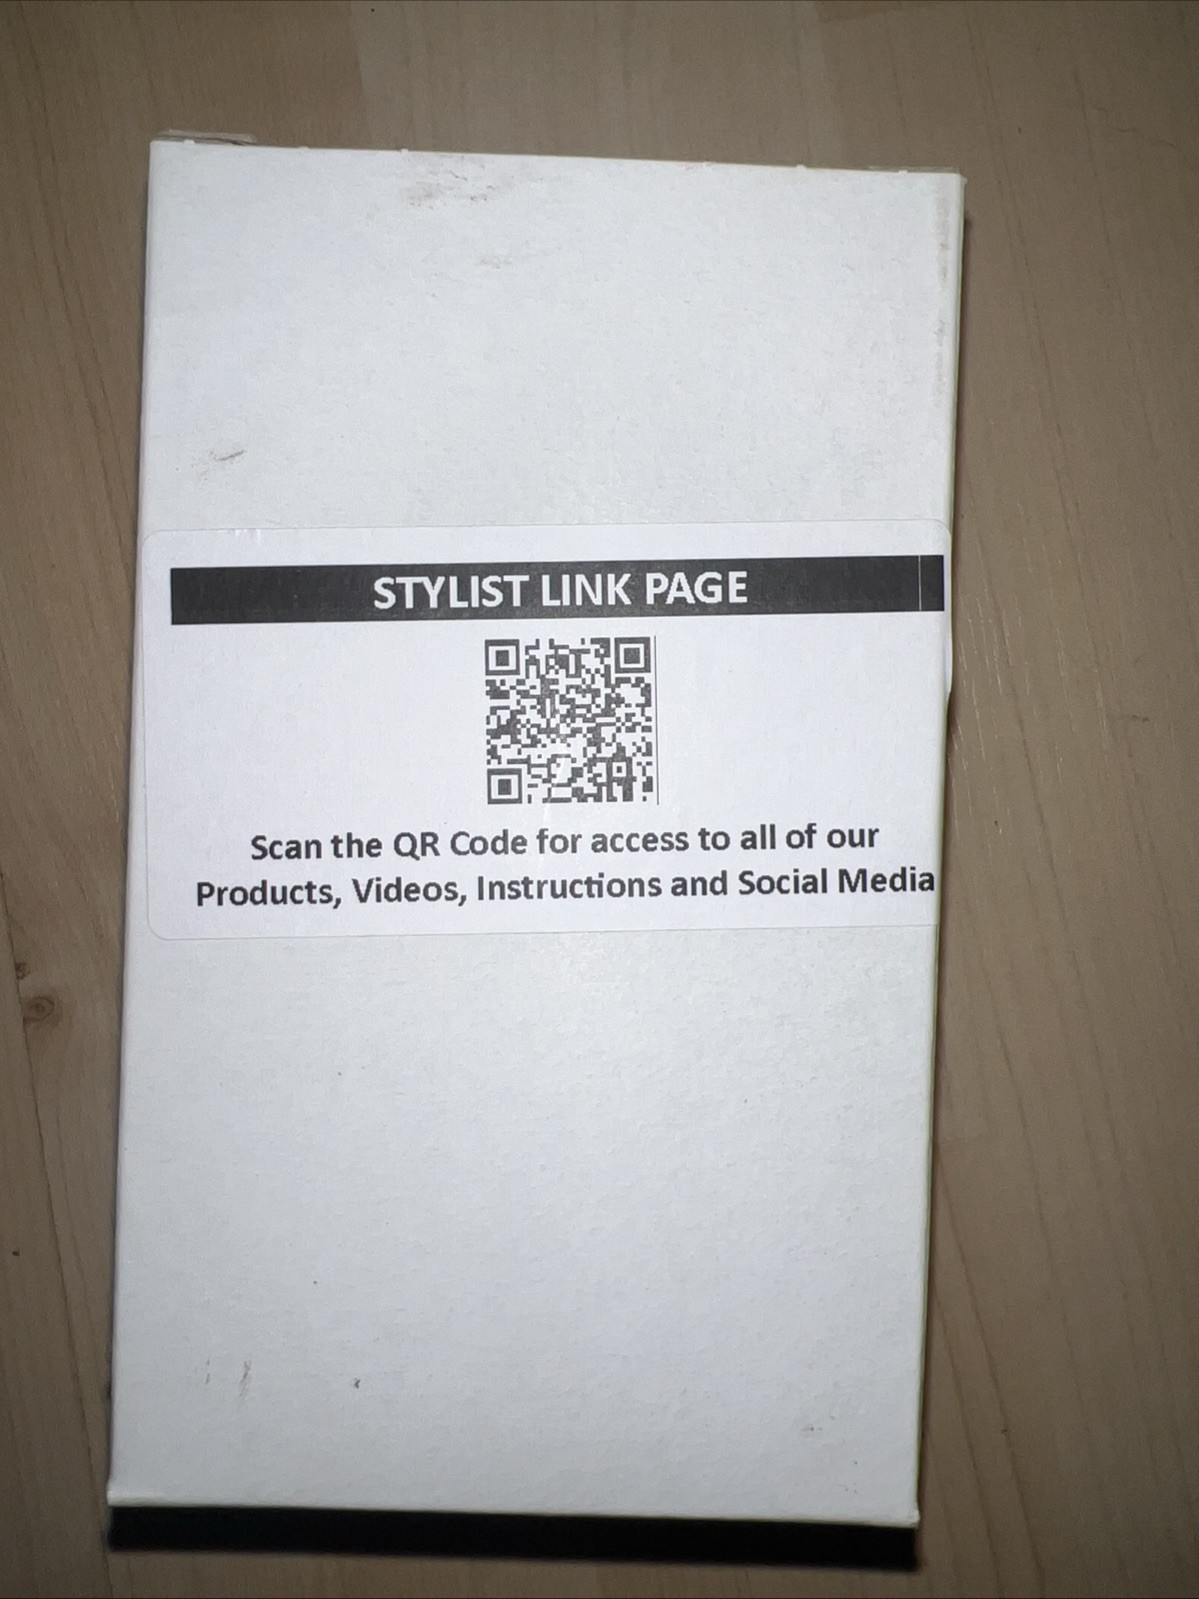 STYLIST LINK PAGE
Scan the QR Code for access to all of our
Products, Videos, Instructions and Social Media